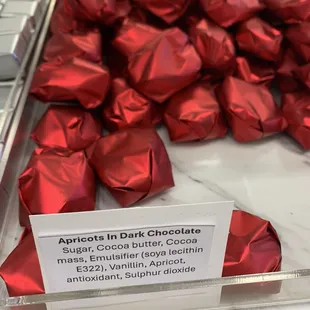 Apricots In Dark Chocolate
Sugar, Cocoa butter, Cocoa
mass, Emulsifier (soya lecithin
E322), Vanillin, Apricot,
antioxidant, Sulphur dioxide